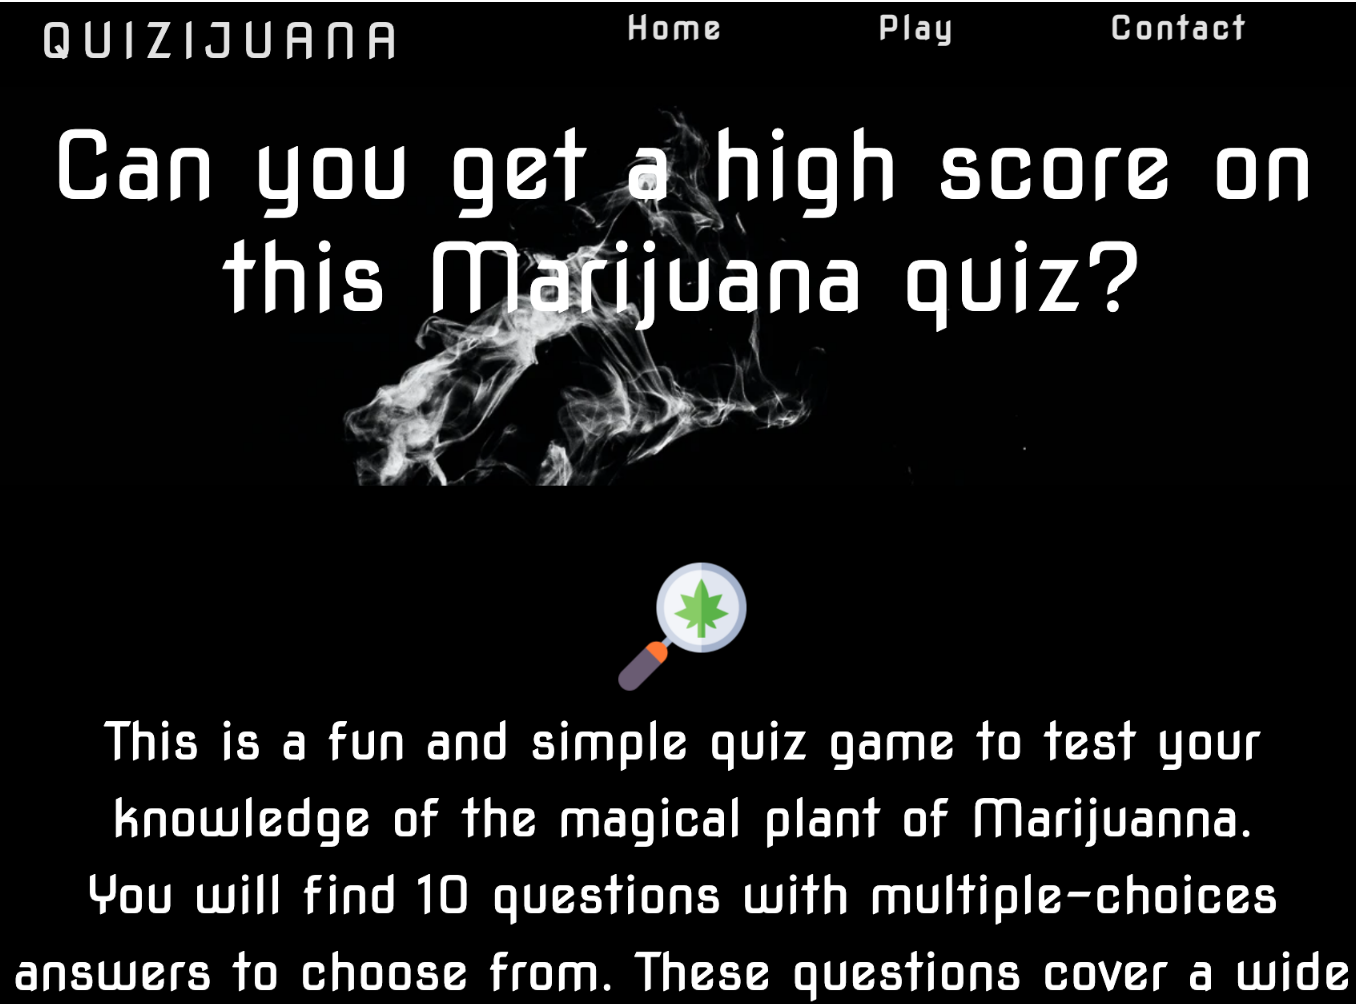 QUIZIJUANA
Home Play Contact
Can you get a high score on
this Marijuana quiz?
This is a fun and simple quiz game to test your
knowledge of the magical plant of Marijuanna.
You will find 10 questions with multiple-choices
answers to choose from. These questions cover a wide